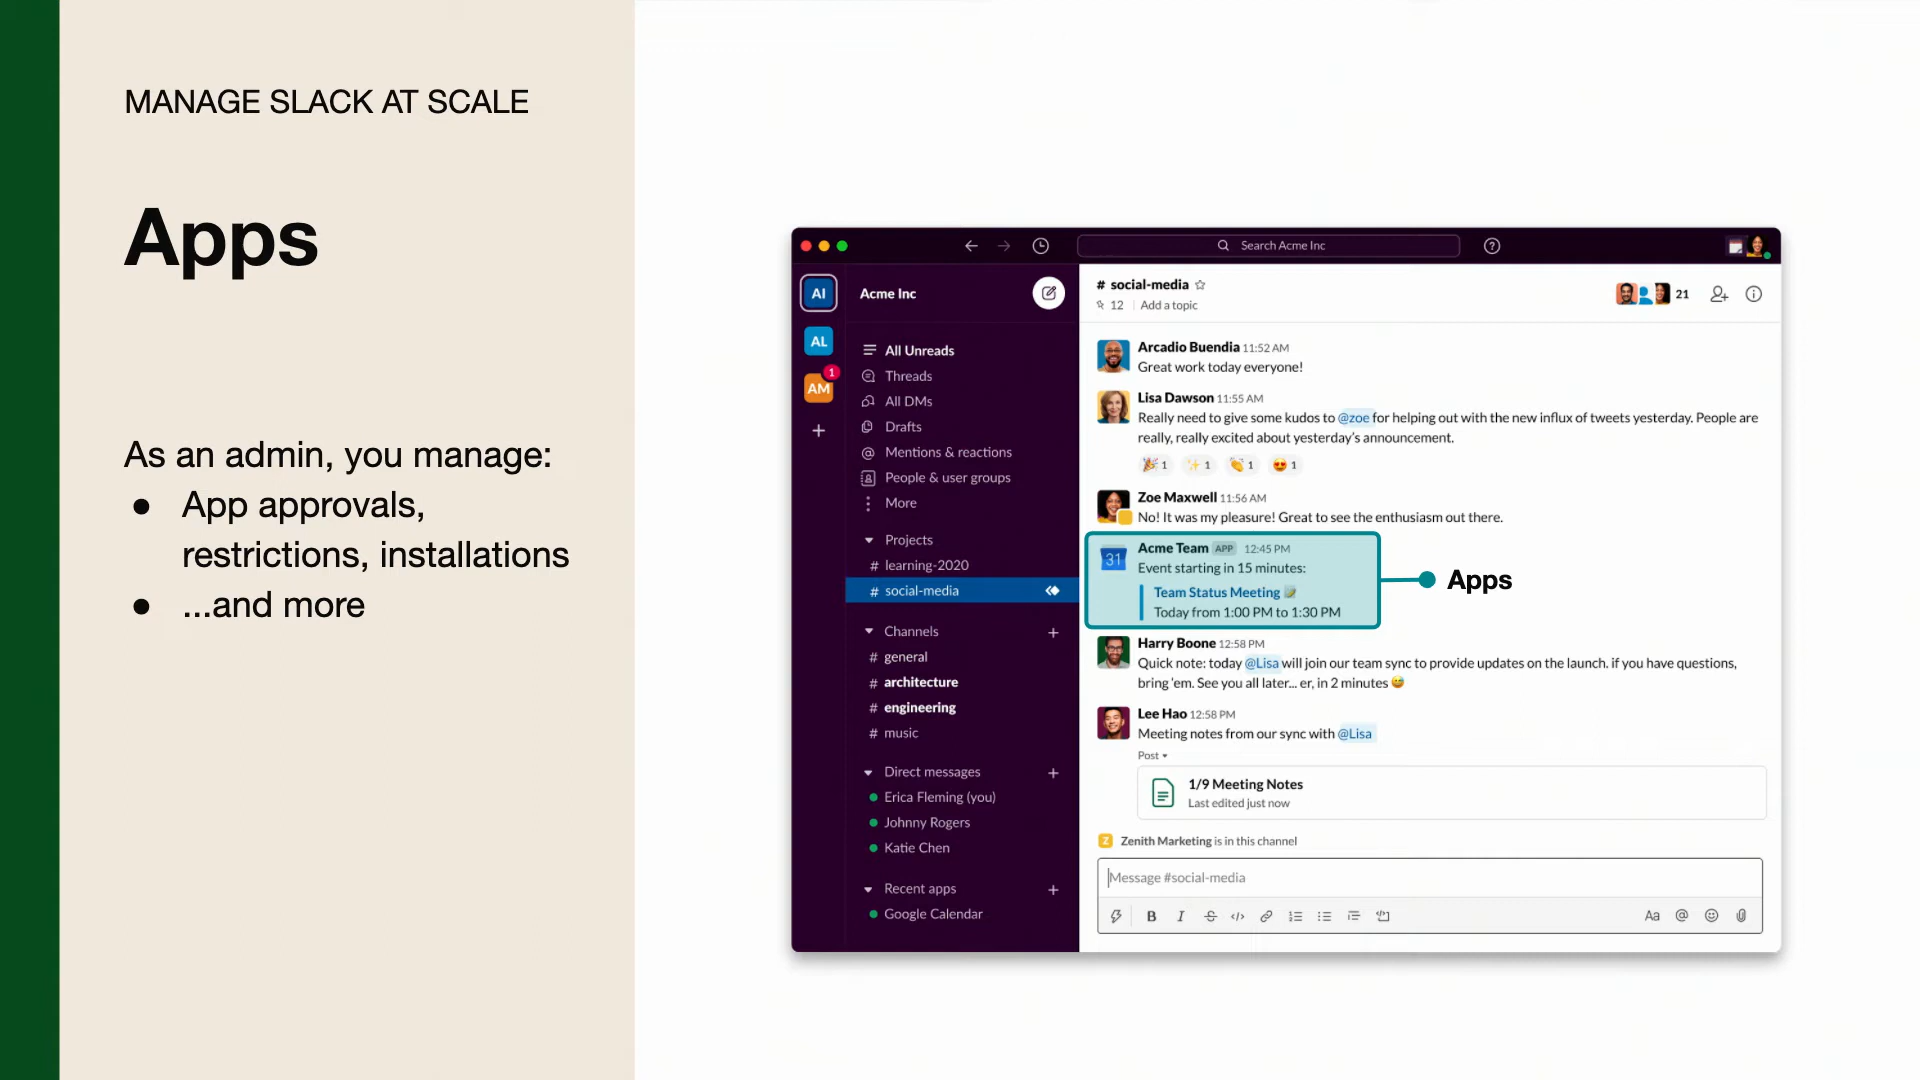 MANAGE SLACK AT SCALE
Apps
As an admin, you manage:
● App approvals,
restrictions, installations
● ...and more
Search Acme Inc
AI
AL
1
AM
Acme Inc
All Unreads
Threads
All DMs
Drafts
Mentions & reactions
People & user groups
More
Projects
# learning-2020
# social-media
Channels
# general
# architecture
# engineering
# music
Direct messages
Erica Fleming (you)
Johnny Rogers
Katie Chen
Recent apps
Google Calendar
# social-media
12 | Add a topic
21
Arcadio Buendia 11:52 AM
Great work today everyone!
Lisa Dawson 11:55 AM
Really need to give some kudos to @zoe for helping out with the new influx of tweets yesterday. People are
really, really excited about yesterday’s announcement.
🎉 1 ✨ 1 👏 1 😍 1
Zoe Maxwell 11:56 AM
No! It was my pleasure! Great to see the enthusiasm out there.
31
Acme Team APP 12:45 PM
Event starting in 15 minutes:
Team Status Meeting
Today from 1:00 PM to 1:30 PM
Apps
Harry Boone 12:58 PM
Quick note: today @Lisa will join our team sync to provide updates on the launch. if you have questions,
bring ‘em. See you all later... er, in 2 minutes 😅
Lee Hao 12:58 PM
Meeting notes from our sync with @Lisa
Post
1/9 Meeting Notes
Last edited just now
Z Zenith Marketing is in this channel
Message #social-media
B I S </> Aa @